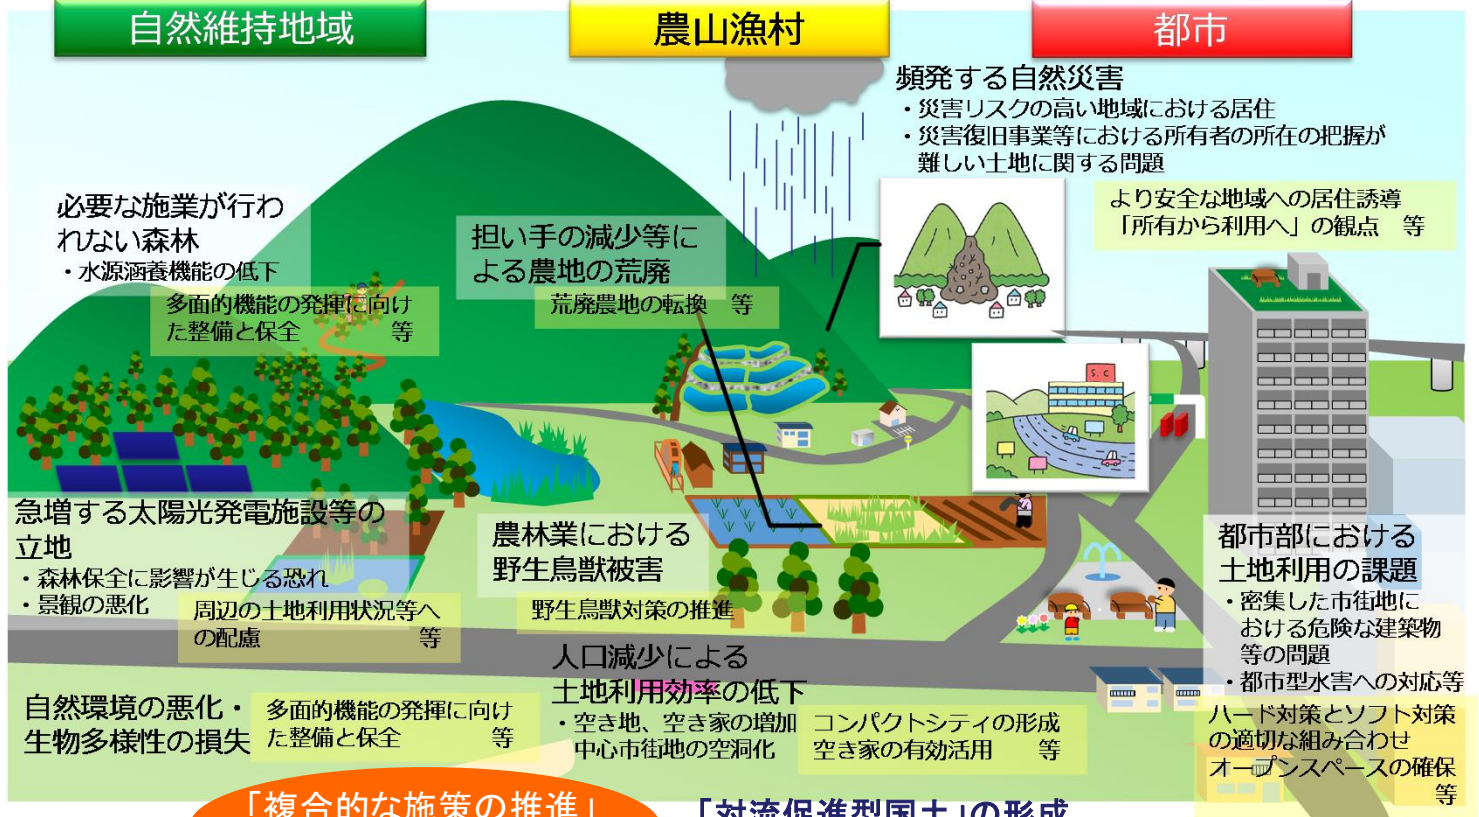 自然維持地域
農山漁村
都市
頻発する自然災害
・災害リスクの高い地域における居住
・災害復旧事業等における所有者の所在の把握が
難しい土地に関する問題
より安全な地域への居住誘導
「所有から利用へ」の観点　等
必要な施業が行わ
れない森林
・水源涵養機能の低下
多面的機能の発揮に向け
た整備と保全　等
担い手の減少等に
よる農地の荒廃
荒廃農地の転換　等
S.C
急増する太陽光発電施設等の
立地
・森林保全に影響が生じる恐れ
・景観の悪化
周辺の土地利用状況等へ
の配慮　等
農林業における
野生鳥獣被害
野生鳥獣対策の推進
都市部における
土地利用の課題
・密集した市街地に
おける危険な建築物
等の問題
・都市型水害への対応等
ハード対策とソフト対策
の適切な組み合わせ
オープンスペースの確保
等
人口減少による
土地利用効率の低下
・空き地、空き家の増加
中心市街地の空洞化
コンパクトシティの形成
空き家の有効活用　等
自然環境の悪化・
生物多様性の損失
多面的機能の発揮に向け
た整備と保全　等
「複合的な施策の推進」
「対流促進型国土」の形成